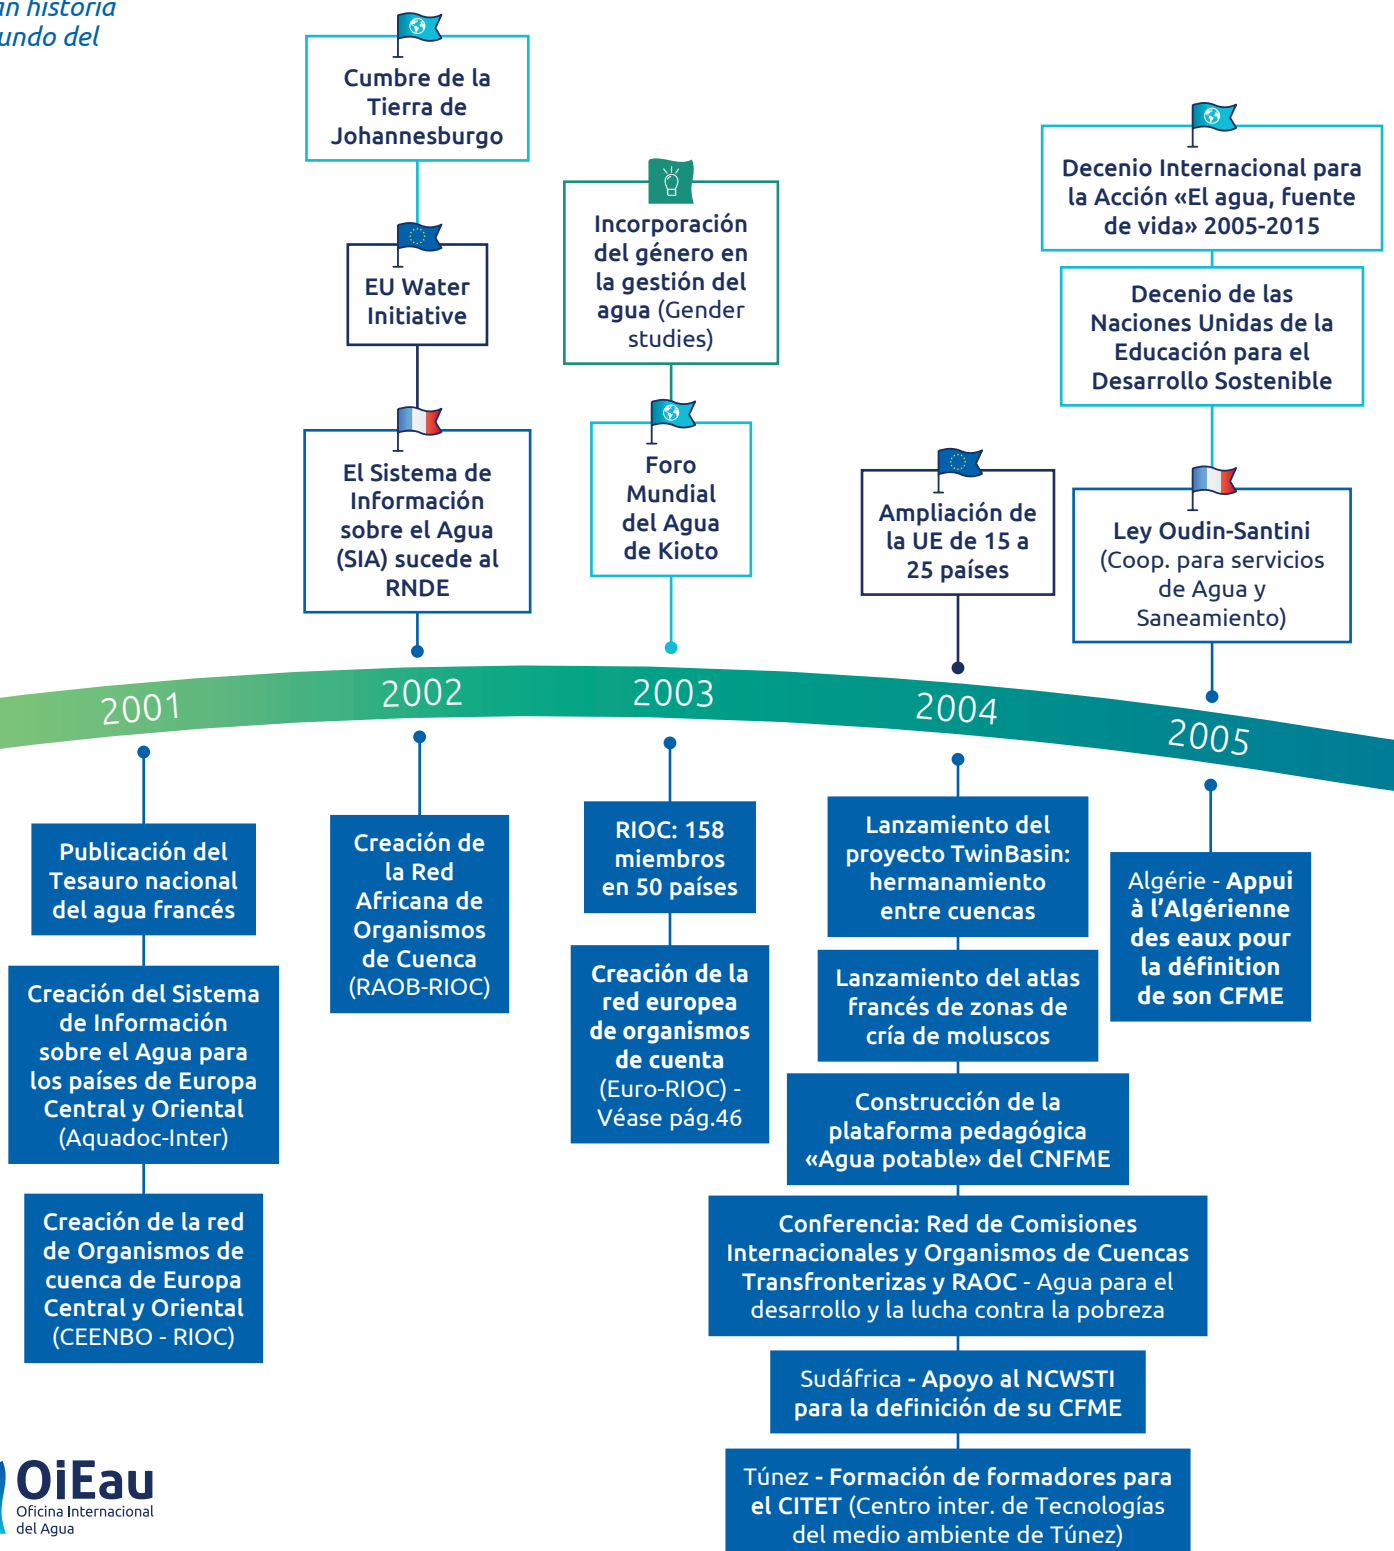 an historia
undo del
Cumbre de la
Tierra de
Johannesburgo
EU Water
Initiative
El Sistema de
Información
sobre el Agua
(SIA) sucede al
RNDE
Incorporación
del género en
la gestión del
agua (Gender
studies)
Foro
Mundial
del Agua
de Kioto
Ampliación de
la UE de 15 a
25 países
Decenio Internacional para
la Acción «El agua, fuente
de vida» 2005-2015
Decenio de las
Naciones Unidas de la
Educación para el
Desarrollo Sostenible
Ley Oudin-Santini
(Coop. para servicios
de Agua y
Saneamiento)
2001
2002
2003
2004
2005
Publicación del
Tesauro nacional
del agua francés
Creación del Sistema
de Información
sobre el Agua para
los países de Europa
Central y Oriental
(Aquadoc-Inter)
Creación de la red
de Organismos de
cuenca de Europa
Central y Oriental
(CEENBO - RIOC)
Creación de
la Red
Africana de
Organismos
de Cuenca
(RAOB-RIOC)
RIOC: 158
miembros
en 50 países
Creación de la
red europea
de organismos
de cuenta
(Euro-RIOC) -
Véase pág.46
Lanzamiento del
proyecto TwinBasin:
hermanamiento
entre cuencas
Lanzamiento del atlas
francés de zonas de
cría de moluscos
Construcción de la
plataforma pedagógica
«Agua potable» del CNFME
Conferencia: Red de Comisiones
Internacionales y Organismos de Cuencas
Transfronterizas y RAOC - Agua para el
desarrollo y la lucha contra la pobreza
Sudáfrica - Apoyo al NCWSTI
para la definición de su CFME
Túnez - Formación de formadores para
el CITET (Centro inter. de Tecnologías
del medio ambiente de Túnez)
Algérie - Appui
à l'Algérienne
des eaux pour
la définition
de son CFME
OiEau
Oficina Internacional
del Agua